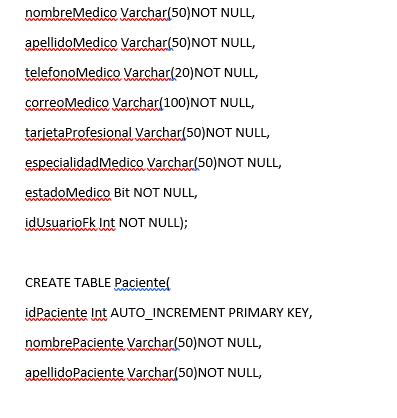 nombreMedico Varchar(50)NOT NULL,
apellidoMedico Varchar(50)NOT NULL,
telefonoMedico Varchar(20)NOT NULL,
correoMedico Varchar(100)NOT NULL,
tarjetaProfesional Varchar(50)NOT NULL,
especialidadMedico Varchar(50)NOT NULL,
estadoMedico Bit NOT NULL,
idUsuarioFk Int NOT NULL);
CREATE TABLE Paciente(
idPaciente Int AUTO_INCREMENT PRIMARY KEY,
nombrePaciente Varchar(50)NOT NULL,
apellidoPaciente Varchar(50)NOT NULL,